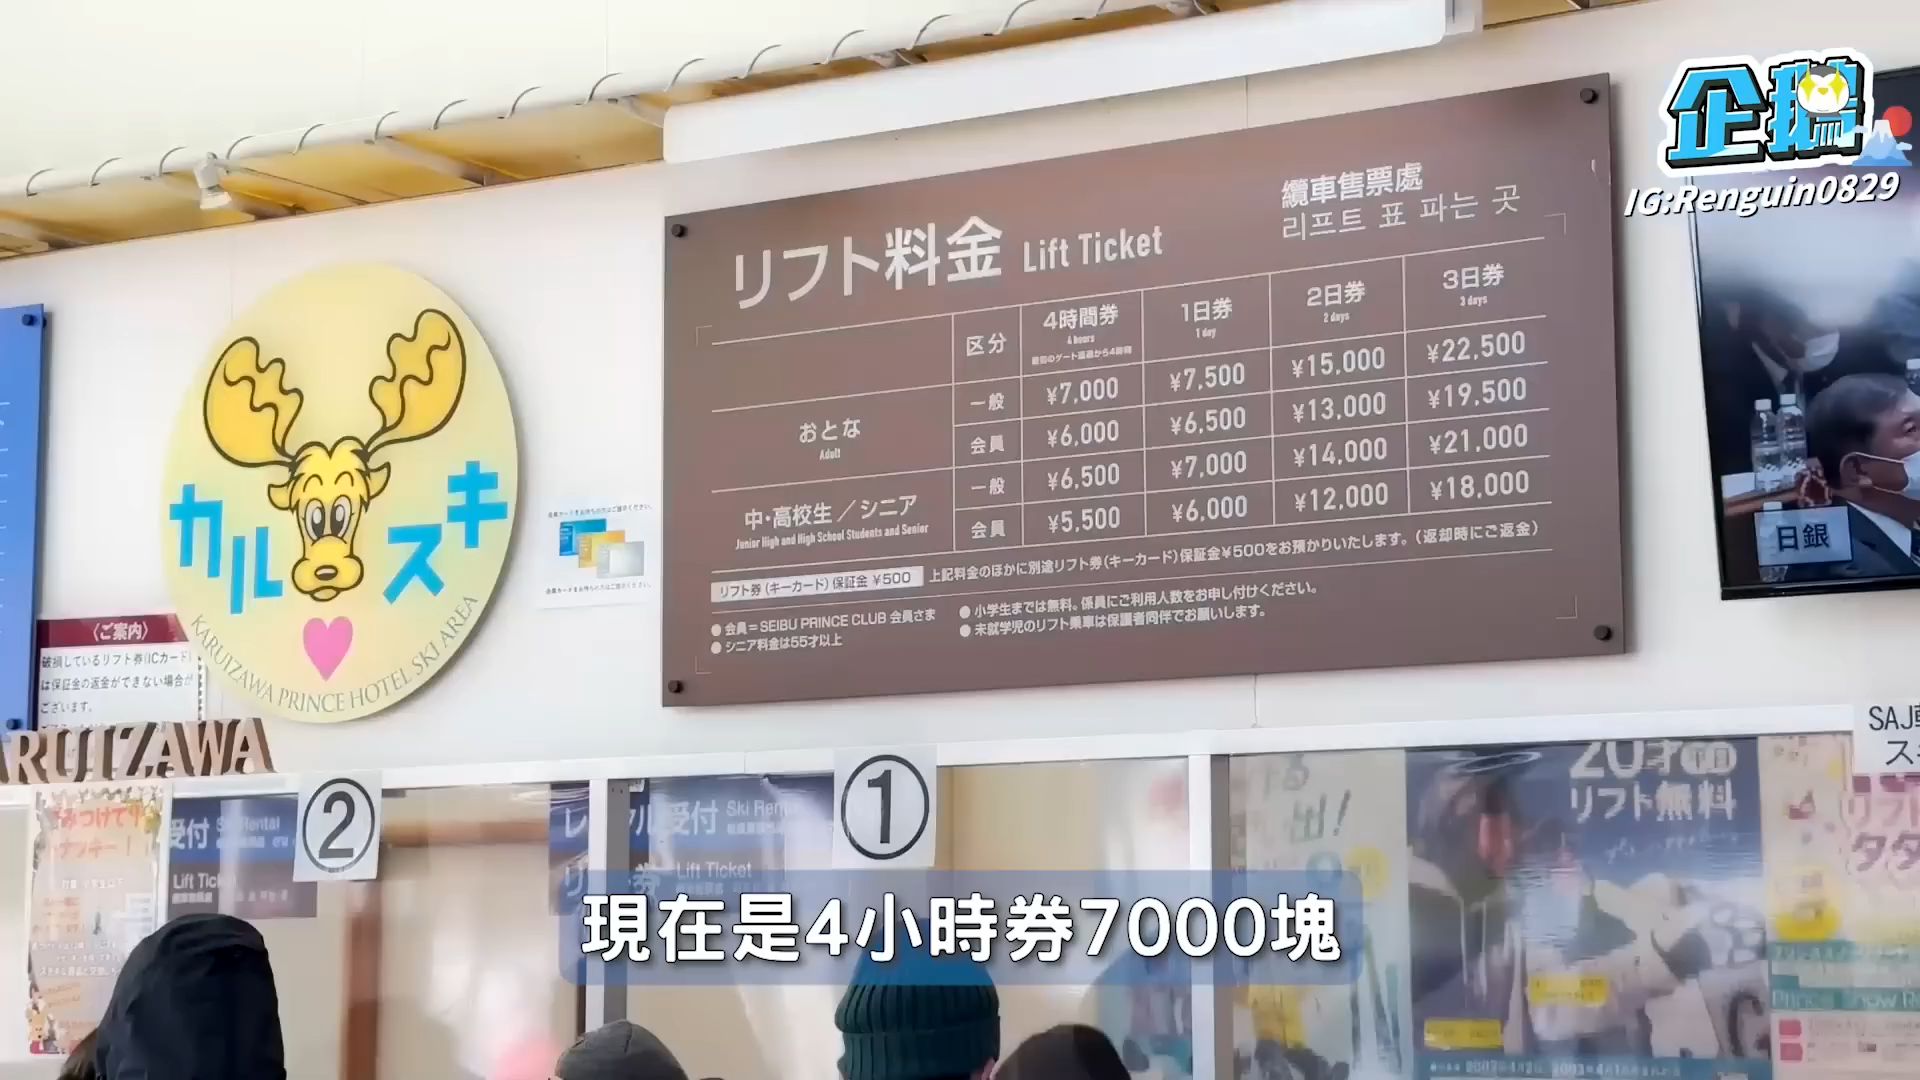 企鵝
IG:Renguin0829
リフト料金 Lift Ticket
纜車售票處
리프트 표 파는 곳
区分
4時間券
4 hours
1日券
1 day
2日券
2 days
3日券
3 days
おとな
Adult
一般 ¥7,000 ¥7,500 ¥15,000 ¥22,500
会員 ¥6,000 ¥6,500 ¥13,000 ¥19,500
中・高校生/シニア
Junior High and High School Students and Senior
一般 ¥6,500 ¥7,000 ¥14,000 ¥21,000
会員 ¥5,500 ¥6,000 ¥12,000 ¥18,000
リフト券(キーカード)保証金 ¥500
上記料金のほかに別途リフト券(キーカード)保証金¥500をお預かりいたします。(返却時にご返金)
●会員=SEIBU PRINCE CLUB 会員さま
●シニア料金は55才以上
●小学生までは無料。係員にご利用人数をお申し付けください。
●未就学児のリフト乗車は保護者同伴でお願いします。
カルスキ
KARUIZAWA PRINCE HOTEL SKI AREA
〈ご案内〉
破損しているリフト券(ICカード)
は保証金の返金ができない場合が
ございます。
日銀
RUIZAWA
②
①
受付
Lift Ticket
受付 Ski Rental
Lift Ticket
リフト無料
SAJ
現在是4小時券7000塊